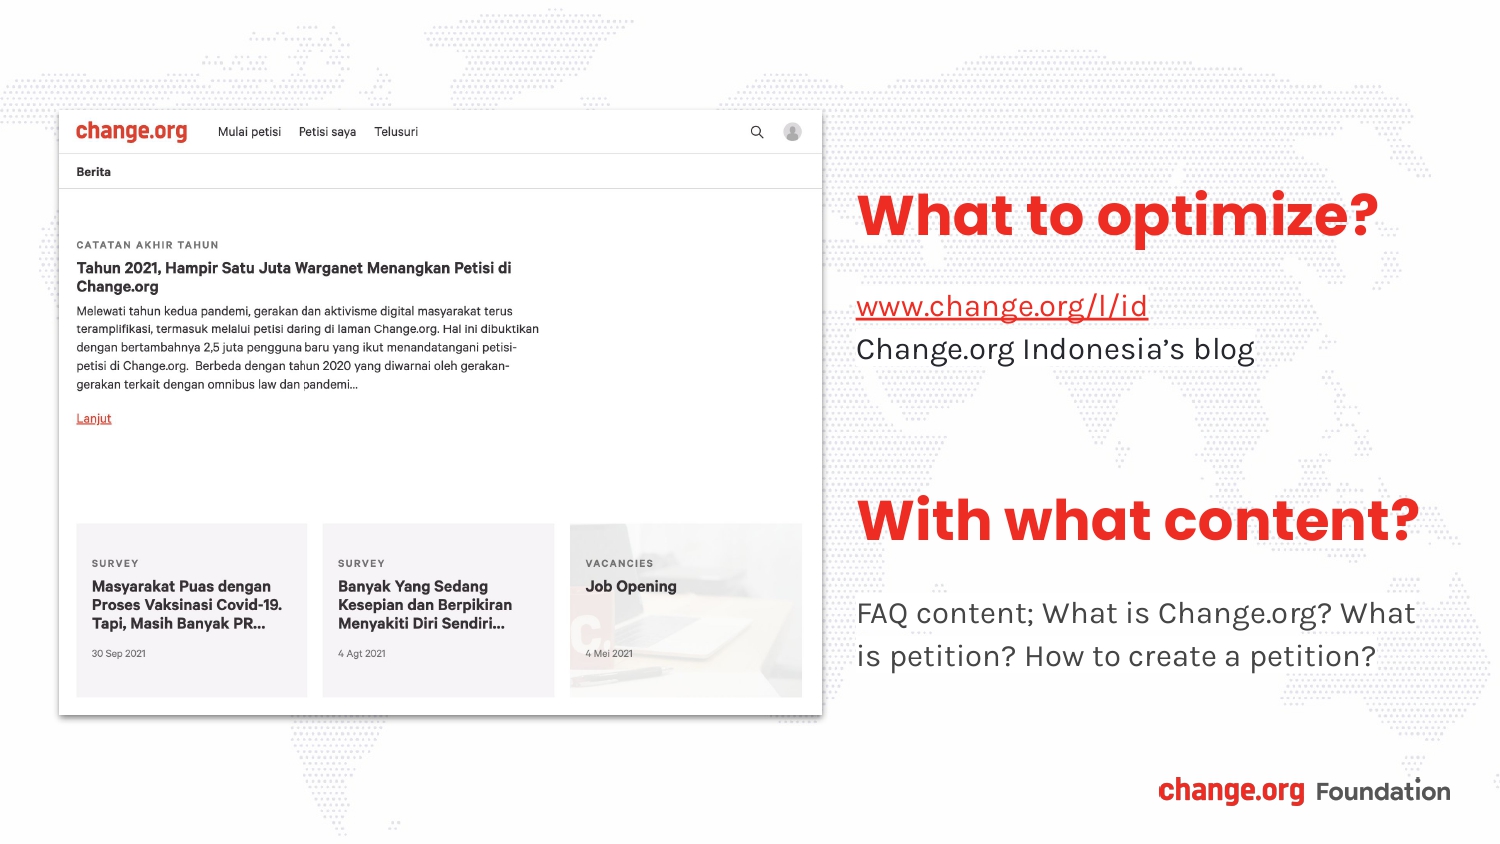 change.org
Mulai petisi
Petisi saya
Telusuri
Berita
CATATAN AKHIR TAHUN
Tahun 2021, Hampir Satu Juta Warganet Menangkan Petisi di
Change.org
Melewati tahun kedua pandemi, gerakan dan aktivisme digital masyarakat terus
teramplifikasi, termasuk melalui petisi daring di laman Change.org. Hal ini dibuktikan
dengan bertambahnya 2,5 juta pengguna baru yang ikut menandatangani petisi-
petisi di Change.org. Berbeda dengan tahun 2020 yang diwarnai oleh gerakan-
gerakan terkait dengan omnibus law dan pandemi...
Lanjut
SURVEY
Masyarakat Puas dengan
Proses Vaksinasi Covid-19.
Tapi, Masih Banyak PR...
30 Sep 2021
SURVEY
Banyak Yang Sedang
Kesepian dan Berpikiran
Menyakiti Diri Sendiri...
4 Agt 2021
VACANCIES
Job Opening
c.
4 Mei 2021
What to optimize?
www.change.org/l/id
Change.org Indonesia’s blog
With what content?
FAQ content; What is Change.org? What
is petition? How to create a petition?
change.org Foundation